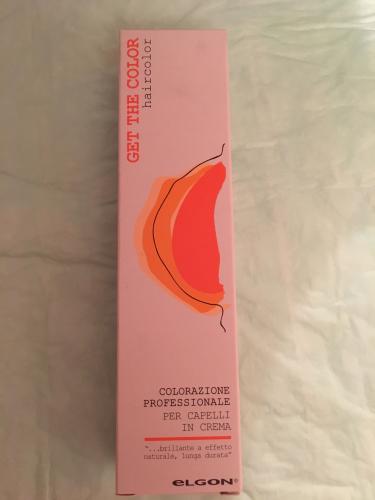 GET THE COLOR
haircolor
COLORAZIONE
PROFESSIONALE
PER CAPELLI
IN CREMA
"...brillante a effetto
naturale, lunga durata"
eLGON®